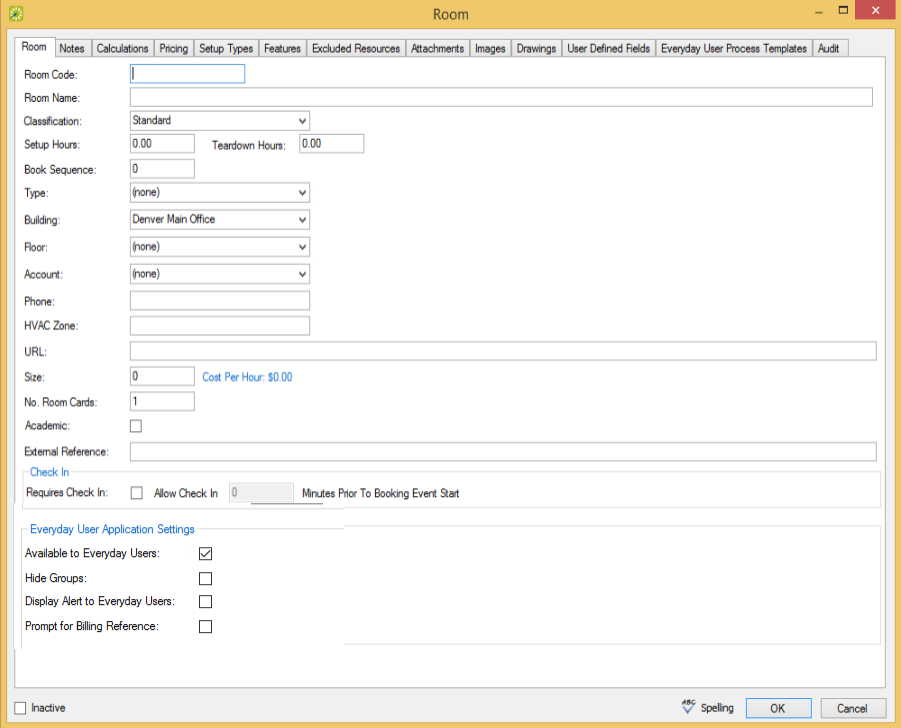 Room
Room Notes Calculations Pricing Setup Types Features Excluded Resources Attachments Images Drawings User Defined Fields Everyday User Process Templates Audit
Room Code:
Room Name:
Classification: Standard
Setup Hours: 0.00 Teardown Hours: 0.00
Book Sequence: 0
Type: (none)
Building: Denver Main Office
Floor: (none)
Account: (none)
Phone:
HVAC Zone:
URL:
Size: 0 Cost Per Hour: $0.00
No. Room Cards: 1
Academic:
External Reference:
Check In
Requires Check In: Allow Check In 0 Minutes Prior To Booking Event Start
Everyday User Application Settings
Available to Everyday Users:
Hide Groups:
Display Alert to Everyday Users:
Prompt for Billing Reference:
Inactive ABC Spelling OK Cancel